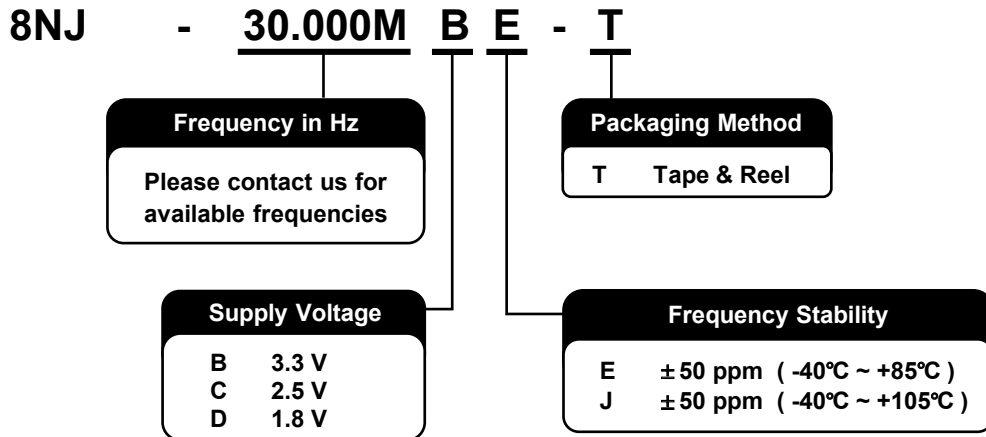 8NJ - 30.000M B E - T
Frequency in Hz
Please contact us for
available frequencies
Packaging Method
T Tape & Reel
Supply Voltage
B 3.3 V
C 2.5 V
D 1.8 V
Frequency Stability
E ±50 ppm ( -40℃ ~ +85℃ )
J ±50 ppm ( -40℃ ~ +105℃ )